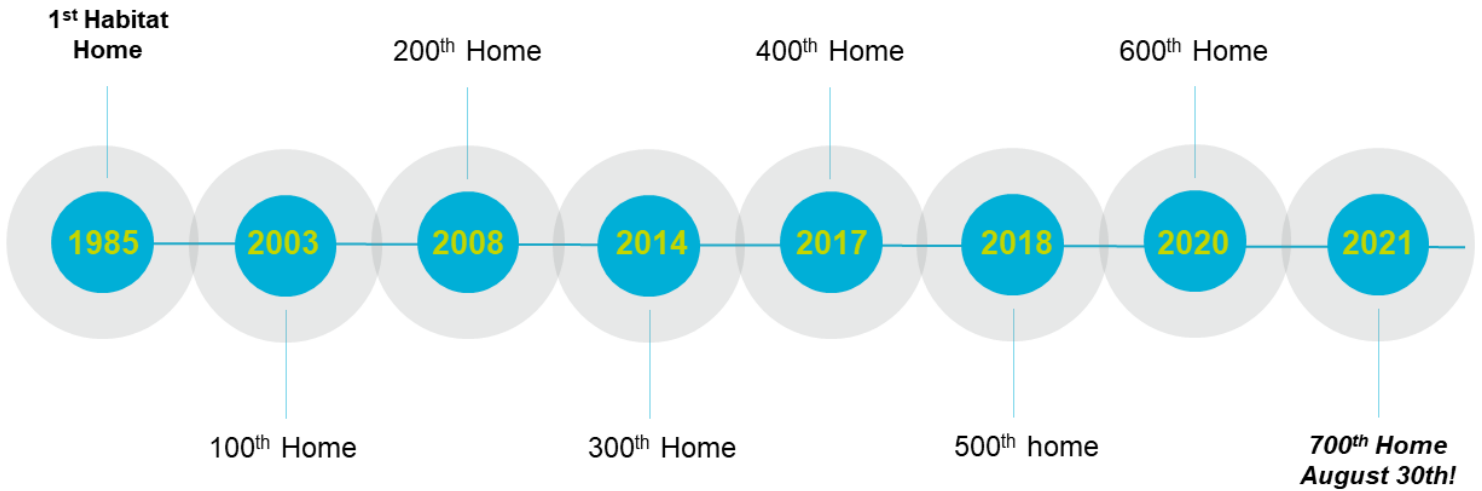 1st Habitat
Home
200th Home
400th Home
600th Home
1985
2003
2008
2014
2017
2018
2020
2021
100th Home
300th Home
500th home
700th Home
August 30th!